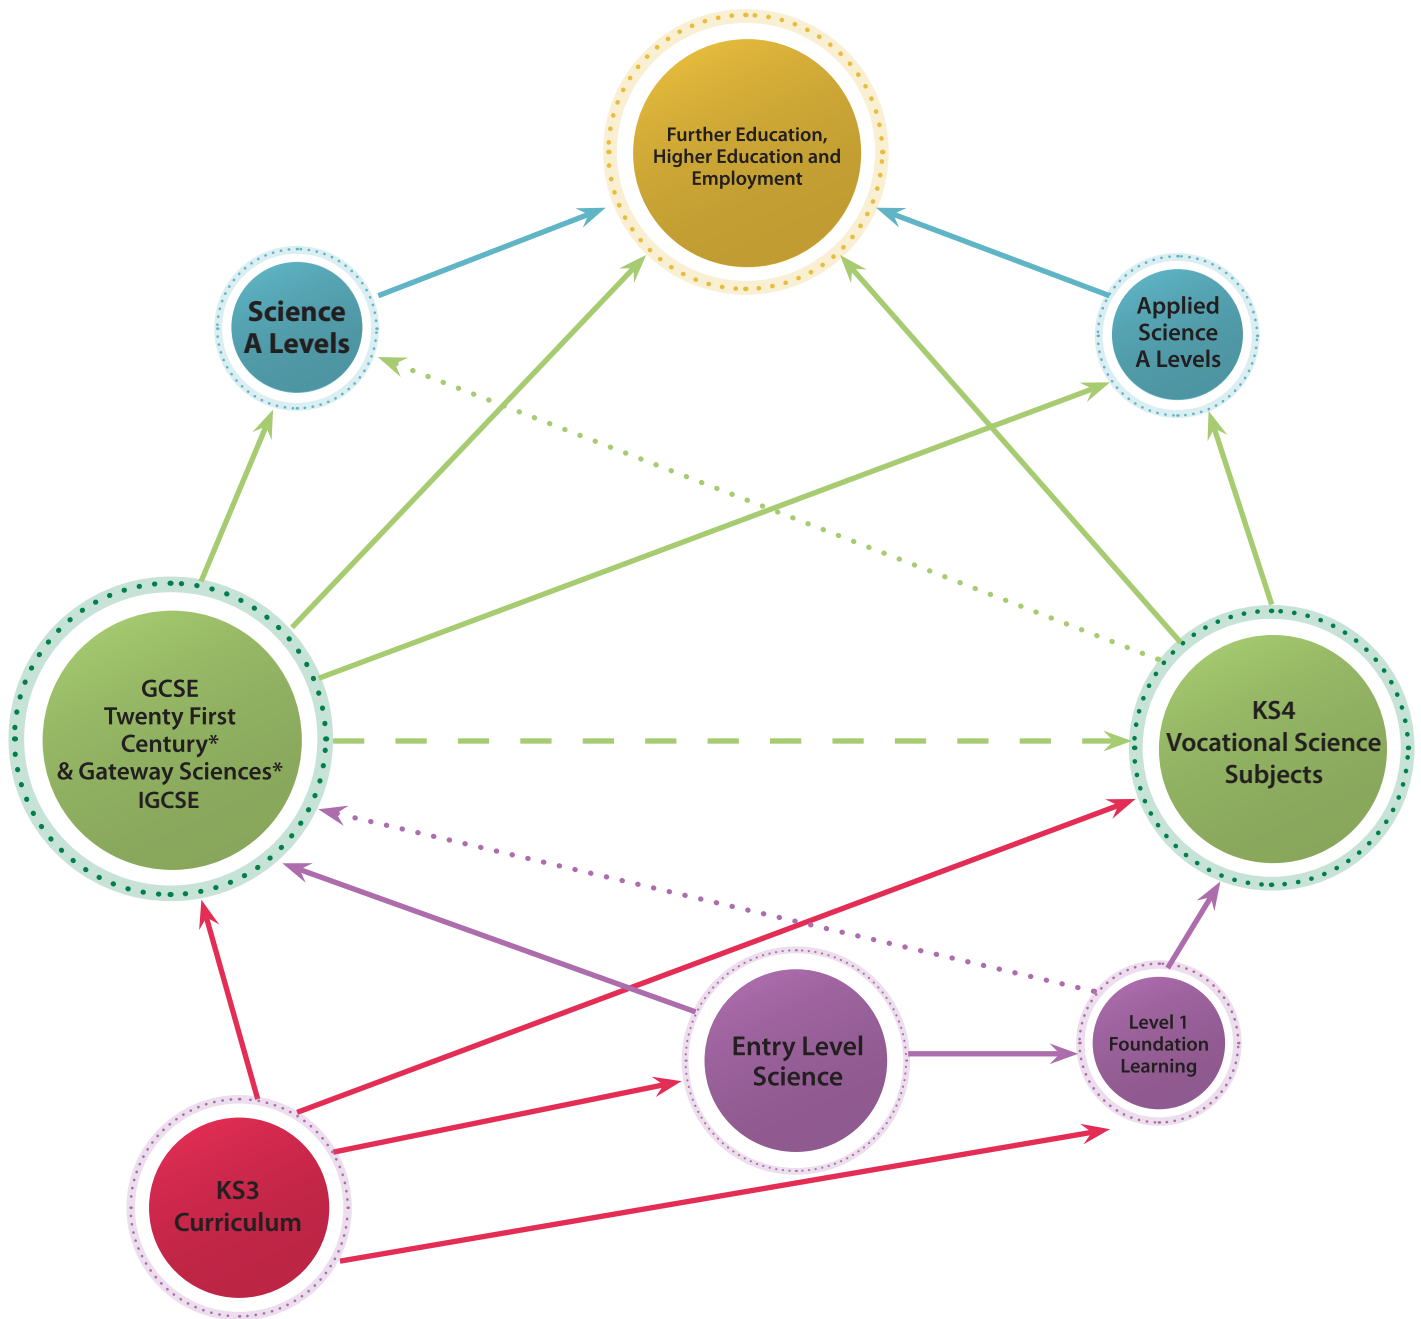 Further Education,
Higher Education and
Employment
Science
A Levels
Applied
Science
A Levels
GCSE
Twenty First
Century*
& Gateway Sciences*
IGCSE
KS4
Vocational Science
Subjects
Entry Level
Science
Level 1
Foundation
Learning
KS3
Curriculum